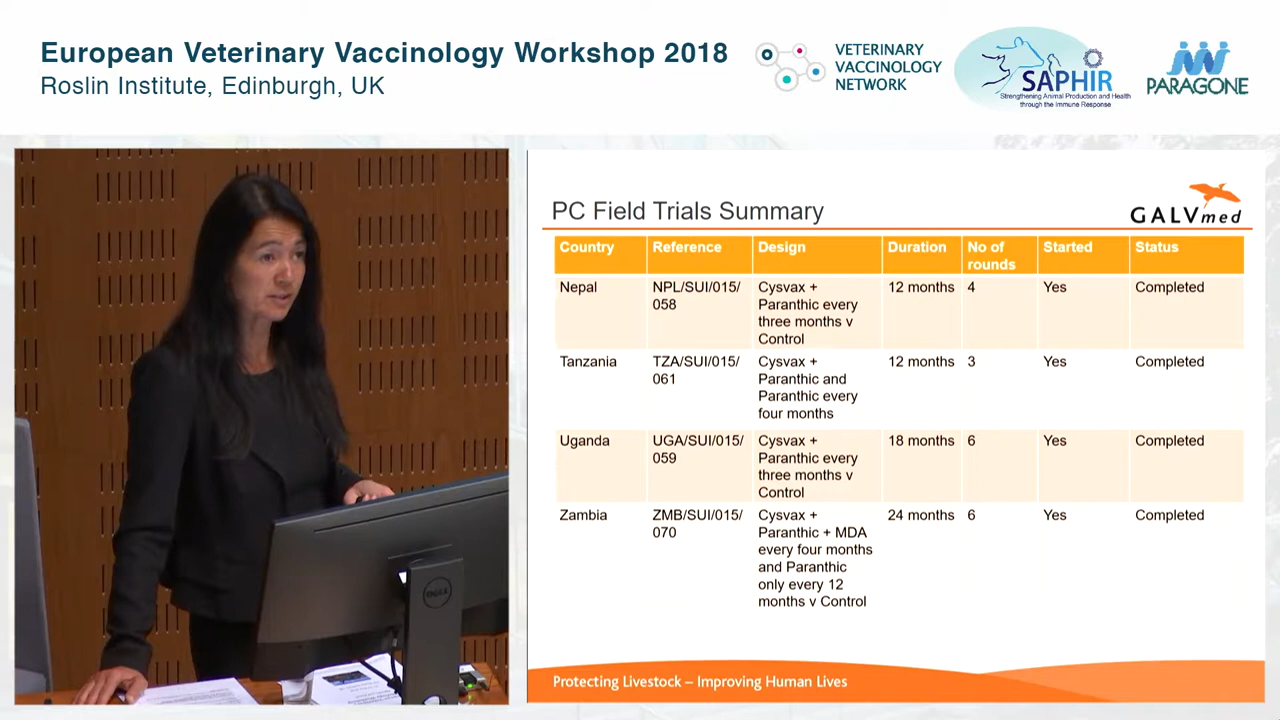 European Veterinary Vaccinology Workshop 2018
Roslin Institute, Edinburgh, UK
VETERINARY
VACCINOLOGY
NETWORK
SAPHIR
Strengthening Animal Production and Health
through the Immune Response
PARAGONE
PC Field Trials Summary
GALVmed
Country Reference Design Duration No of
rounds Started Status
Nepal NPL/SUI/015/
058 Cysvax +
Paranthic every
three months v
Control 12 months 4 Yes Completed
Tanzania TZA/SUI/015/
061 Cysvax +
Paranthic and
Paranthic every
four months 12 months 3 Yes Completed
Uganda UGA/SUI/015/
059 Cysvax +
Paranthic every
three months v
Control 18 months 6 Yes Completed
Zambia ZMB/SUI/015/
070 Cysvax +
Paranthic + MDA
every four months
and Paranthic
only every 12
months v Control 24 months 6 Yes Completed
Protecting Livestock – Improving Human Lives
DELL